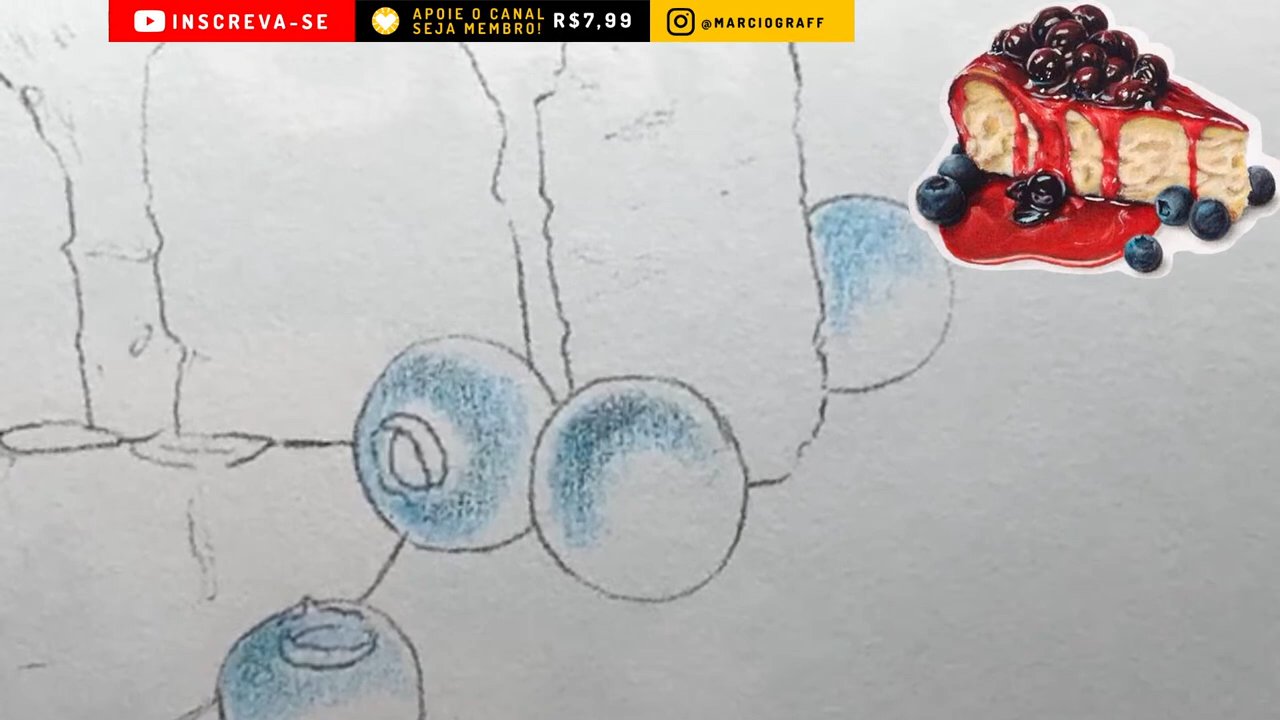 INSCREVA-SE
APOIE O CANAL
SEJA MEMBRO!
R$7,99
@MARCIOGRAFF